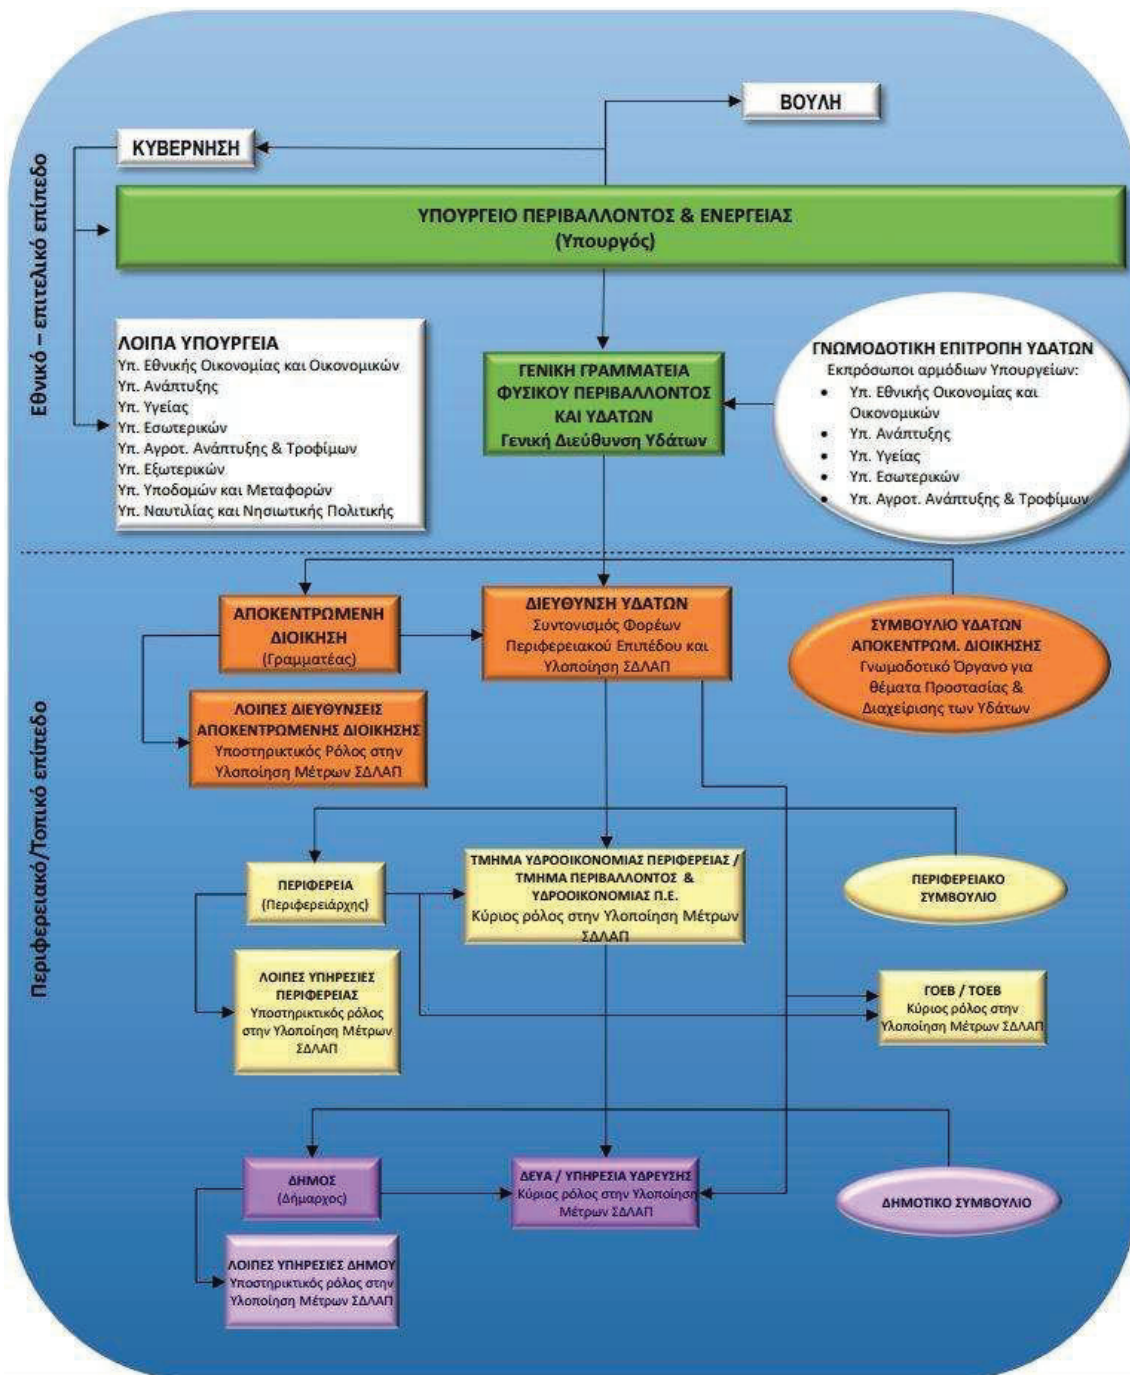 ΒΟΥΛΗ
ΚΥΒΕΡΝΗΣΗ
Εθνικό – επιτελικό επίπεδο
ΥΠΟΥΡΓΕΙΟ ΠΕΡΙΒΑΛΛΟΝΤΟΣ & ΕΝΕΡΓΕΙΑΣ
(Υπουργός)
ΛΟΙΠΑ ΥΠΟΥΡΓΕΙΑ
Υπ. Εθνικής Οικονομίας και Οικονομικών
Υπ. Ανάπτυξης
Υπ. Υγείας
Υπ. Εσωτερικών
Υπ. Αγροτ. Ανάπτυξης & Τροφίμων
Υπ. Εξωτερικών
Υπ. Υποδομών και Μεταφορών
Υπ. Ναυτιλίας και Νησιωτικής Πολιτικής
ΓΕΝΙΚΗ ΓΡΑΜΜΑΤΕΙΑ
ΦΥΣΙΚΟΥ ΠΕΡΙΒΑΛΛΟΝΤΟΣ
ΚΑΙ ΥΔΑΤΩΝ
Γενική Διεύθυνση Υδάτων
ΓΝΩΜΟΔΟΤΙΚΗ ΕΠΙΤΡΟΠΗ ΥΔΑΤΩΝ
Εκπρόσωποι αρμόδιων Υπουργείων:
• Υπ. Εθνικής Οικονομίας και
Οικονομικών
• Υπ. Ανάπτυξης
• Υπ. Υγείας
• Υπ. Εσωτερικών
• Υπ. Αγροτ. Ανάπτυξης & Τροφίμων
Περιφερειακό/Τοπικό επίπεδο
ΑΠΟΚΕΝΤΡΩΜΕΝΗ
ΔΙΟΙΚΗΣΗ
(Γραμματέας)
ΔΙΕΥΘΥΝΣΗ ΥΔΑΤΩΝ
Συντονισμός Φορέων
Περιφερειακού Επιπέδου και
Υλοποίηση ΣΔΛΑΠ
ΣΥΜΒΟΥΛΙΟ ΥΔΑΤΩΝ
ΑΠΟΚΕΝΤΡΩΜ. ΔΙΟΙΚΗΣΗΣ
Γνωμοδοτικό Όργανο για
θέματα Προστασίας &
Διαχείρισης των Υδάτων
ΛΟΙΠΕΣ ΔΙΕΥΘΥΝΣΕΙΣ
ΑΠΟΚΕΝΤΡΩΜΕΝΗΣ ΔΙΟΙΚΗΣΗΣ
Υποστηρικτικός Ρόλος στην
Υλοποίηση Μέτρων ΣΔΛΑΠ
ΠΕΡΙΦΕΡΕΙΑ
(Περιφερειάρχης)
ΤΜΗΜΑ ΥΔΡΟΟΙΚΟΝΟΜΙΑΣ ΠΕΡΙΦΕΡΕΙΑΣ /
ΤΜΗΜΑ ΠΕΡΙΒΑΛΛΟΝΤΟΣ &
ΥΔΡΟΟΙΚΟΝΟΜΙΑΣ Π.Ε.
Κύριος ρόλος στην Υλοποίηση Μέτρων
ΣΔΛΑΠ
ΠΕΡΙΦΕΡΕΙΑΚΟ
ΣΥΜΒΟΥΛΙΟ
ΛΟΙΠΕΣ ΥΠΗΡΕΣΙΕΣ
ΠΕΡΙΦΕΡΕΙΑΣ
Υποστηρικτικός ρόλος
στην Υλοποίηση Μέτρων
ΣΔΛΑΠ
ΓΟΕΒ / ΤΟΕΒ
Κύριος ρόλος στην
Υλοποίηση Μέτρων ΣΔΛΑΠ
ΔΗΜΟΣ
(Δήμαρχος)
ΔΕΥΑ / ΥΠΗΡΕΣΙΑ ΥΔΡΕΥΣΗΣ
Κύριος ρόλος στην Υλοποίηση
Μέτρων ΣΔΛΑΠ
ΔΗΜΟΤΙΚΟ ΣΥΜΒΟΥΛΙΟ
ΛΟΙΠΕΣ ΥΠΗΡΕΣΙΕΣ ΔΗΜΟΥ
Υποστηρικτικός ρόλος στην
Υλοποίηση Μέτρων ΣΔΛΑΠ